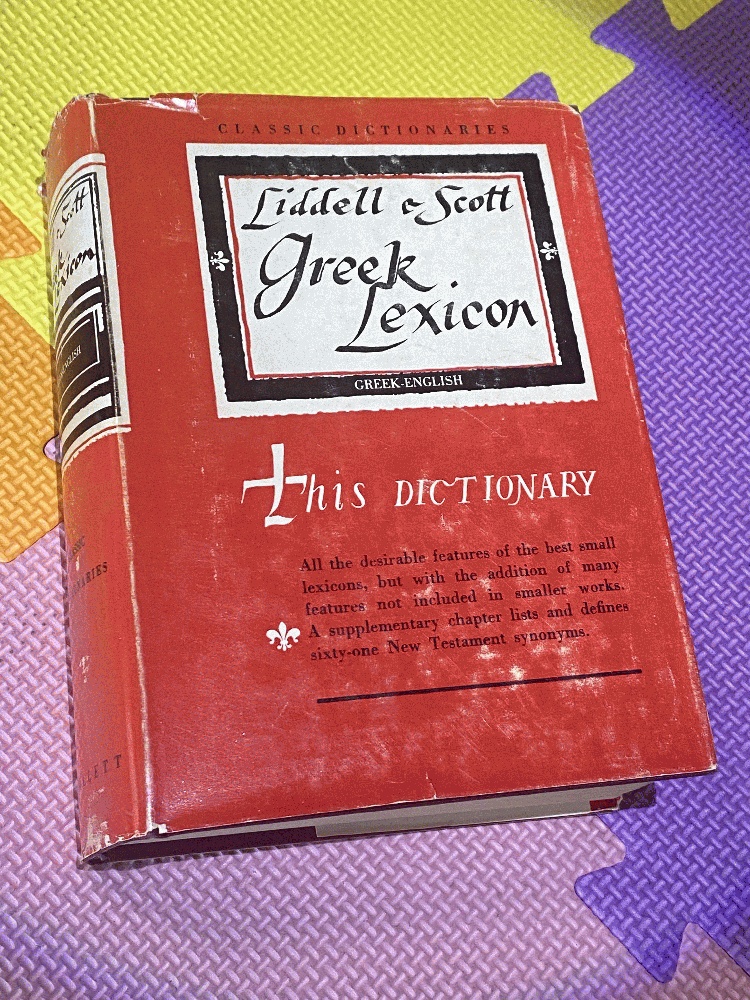 CLASSIC DICTIONARIES
Liddell & Scott
Greek
Lexicon
GREEK-ENGLISH
This DICTIONARY
All the desirable features of the best small
lexicons, but with the addition of many
features not included in smaller works.
A supplementary chapter lists and defines
sixty-one New Testament synonyms.
Scott